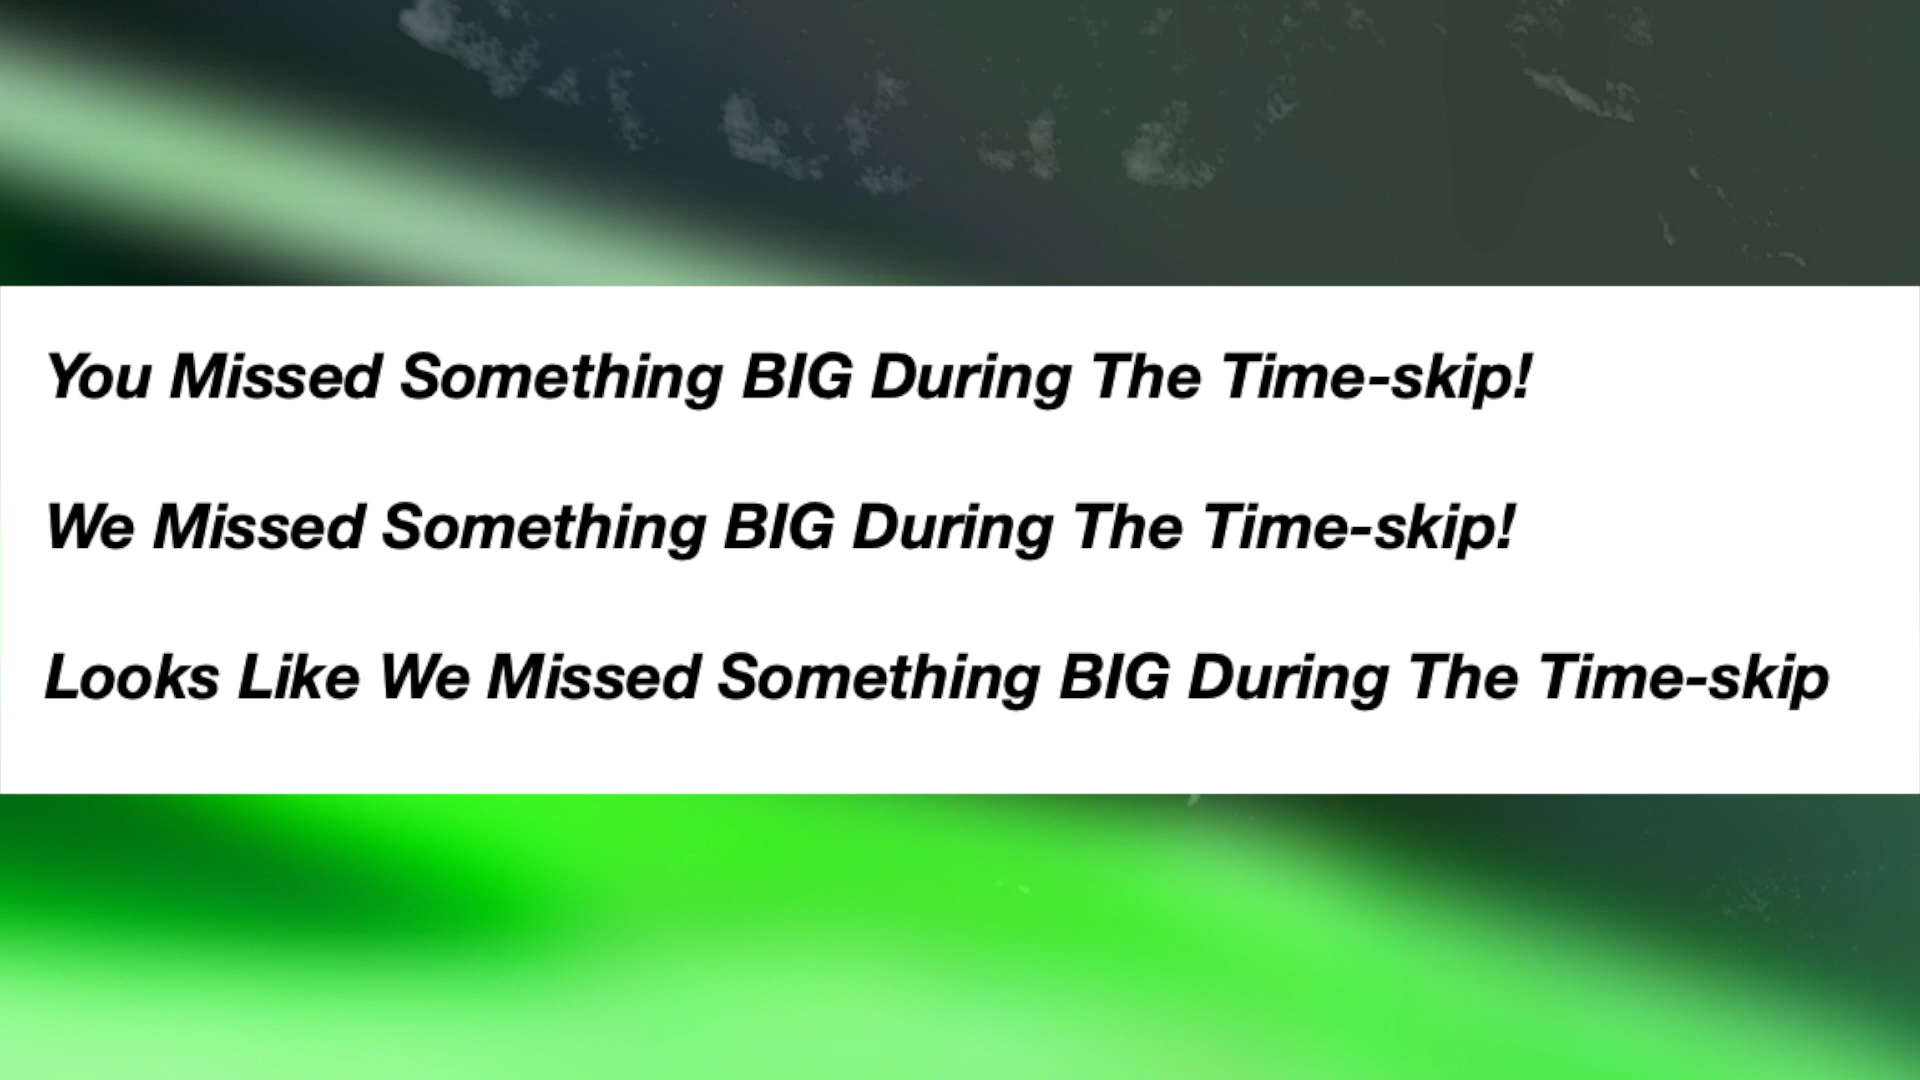 You Missed Something BIG During The Time-skip!
We Missed Something BIG During The Time-skip!
Looks Like We Missed Something BIG During The Time-skip